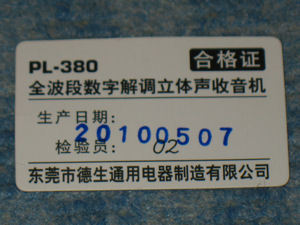 PL-380 合格证
全波段数字解调立体声收音机
生产日期: 20100507
检验员: 02
东莞市德生通用电器制造有限公司